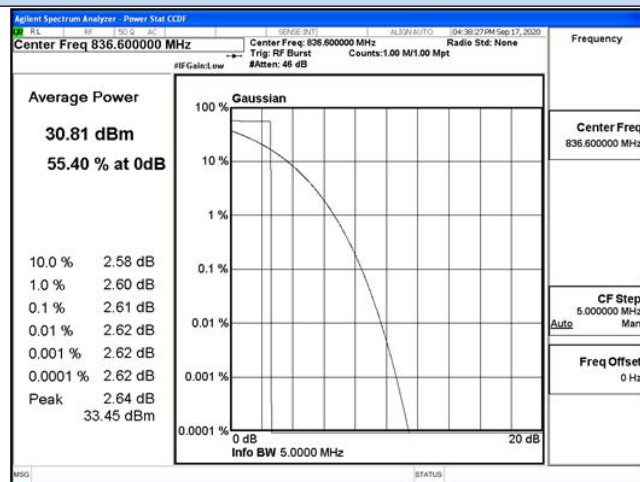 Agilent Spectrum Analyzer - Power Stat CCDF
RL RF 50 Ω AC SENSE:INT ALIGN AUTO 04:38:27 PM Sep 17, 2020
Center Freq 836.600000 MHz
Center Freq: 836.600000 MHz Radio Std: None
Trig: RF Burst Counts:1.00 M/1.00 Mpt
#IFGain:Low #Atten: 46 dB
Frequency
Average Power
30.81 dBm
55.40 % at 0dB
10.0 % 2.58 dB
1.0 % 2.60 dB
0.1 % 2.61 dB
0.01 % 2.62 dB
0.001 % 2.62 dB
0.0001 % 2.62 dB
Peak 2.64 dB
33.45 dBm
Gaussian
100 %
10 %
1 %
0.1 %
0.01 %
0.001 %
0.0001 %
0 dB 20 dB
Info BW 5.0000 MHz
Center Freq
836.600000 MHz
CF Step
5.000000 MHz
Auto Man
Freq Offset
0 Hz
MSG STATUS